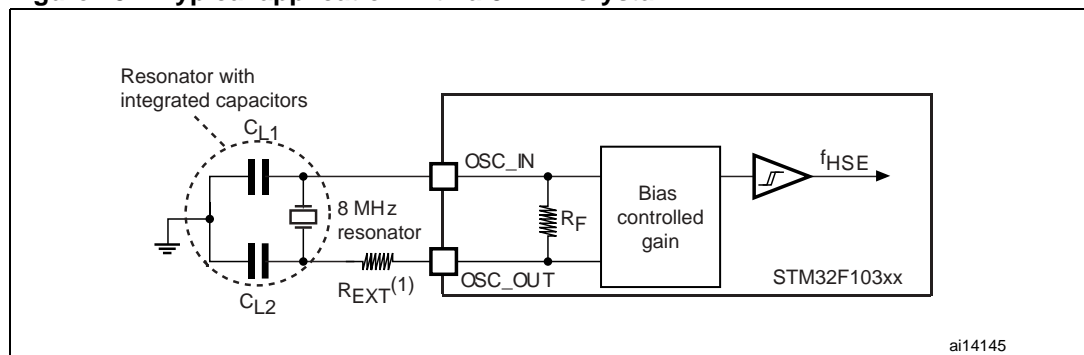 Resonator with
integrated capacitors
CL1
OSC_IN
fHSE
8 MHz
resonator
RF
Bias
controlled
gain
REXT(1)
OSC_OUT
STM32F103xx
CL2
ai14145